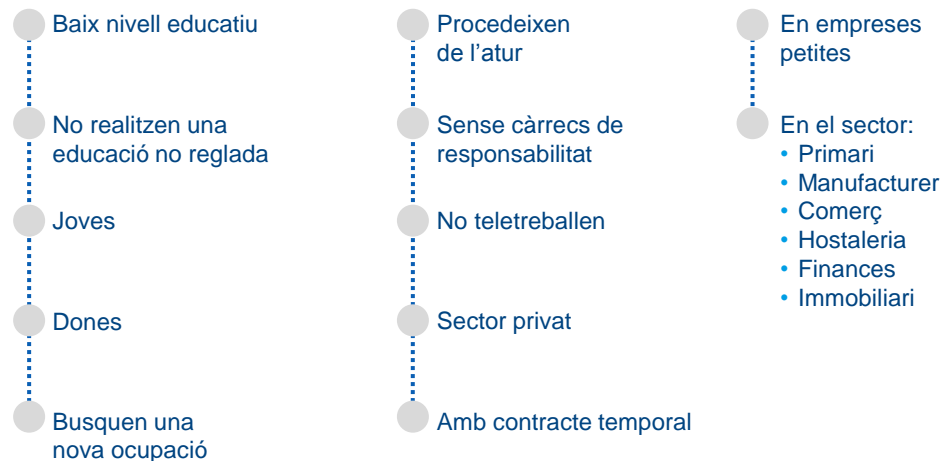 Baix nivell educatiu
No realitzen una
educació no reglada
Joves
Dones
Busquen una
nova ocupació
Procedeixen
de l’atur
Sense càrrecs de
responsabilitat
No teletreballen
Sector privat
Amb contracte temporal
En empreses
petites
En el sector:
• Primari
• Manufacturer
• Comerç
• Hostaleria
• Finances
• Immobiliari